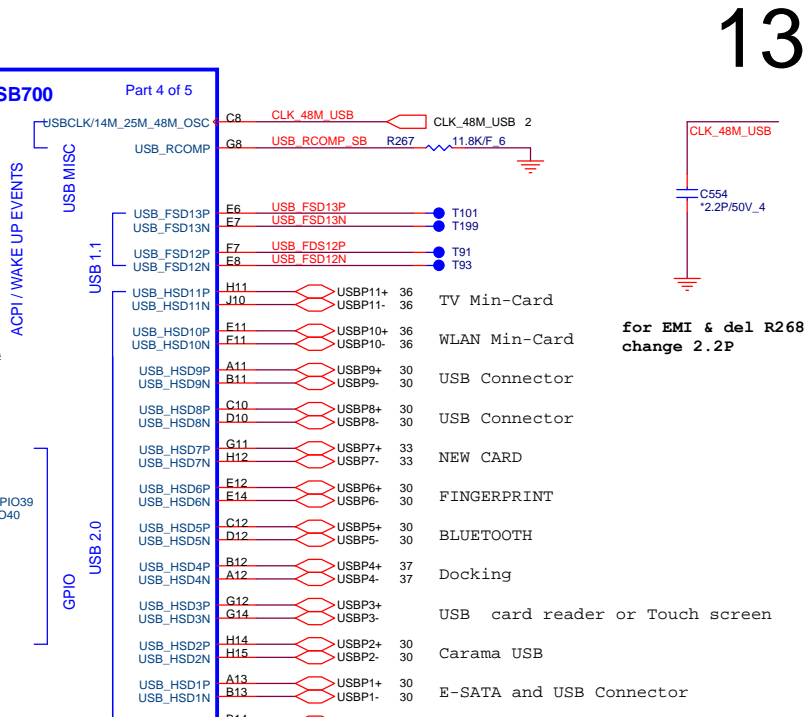 13
SB700 Part 4 of 5
USBCLK/14M_25M_48M_OSC C8 CLK_48M_USB CLK_48M_USB 2
USB_RCOMP G8 USB_RCOMP_SB R267 11.8K/F_6
CLK_48M_USB
C554
*2.2P/50V_4
for EMI & del R268
change 2.2P
USB MISC
ACPI / WAKE UP EVENTS
USB 1.1
USB_FSD13P E6 USB_FSD13P T101
USB_FSD13N E7 USB_FSD13N T199
USB_FSD12P F7 USB_FDS12P T91
USB_FSD12N E8 USB_FSD12N T93
USB_HSD11P H11 USBP11+ 36
USB_HSD11N J10 USBP11- 36
TV Min-Card
USB_HSD10P E11 USBP10+ 36
USB_HSD10N F11 USBP10- 36
WLAN Min-Card
USB_HSD9P A11 USBP9+ 30
USB_HSD9N B11 USBP9- 30
USB Connector
USB_HSD8P C10 USBP8+ 30
USB_HSD8N D10 USBP8- 30
USB Connector
USB_HSD7P G11 USBP7+ 33
USB_HSD7N H12 USBP7- 33
NEW CARD
USB_HSD6P E12 USBP6+ 30
USB_HSD6N E14 USBP6- 30
FINGERPRINT
PIO39
O40
USB 2.0
GPIO
USB_HSD5P C12 USBP5+ 30
USB_HSD5N D12 USBP5- 30
BLUETOOTH
USB_HSD4P B12 USBP4+ 37
USB_HSD4N A12 USBP4- 37
Docking
USB_HSD3P G12 USBP3+
USB_HSD3N G14 USBP3-
USB card reader or Touch screen
USB_HSD2P H14 USBP2+ 30
USB_HSD2N H15 USBP2- 30
Carama USB
USB_HSD1P A13 USBP1+ 30
USB_HSD1N B13 USBP1- 30
E-SATA and USB Connector